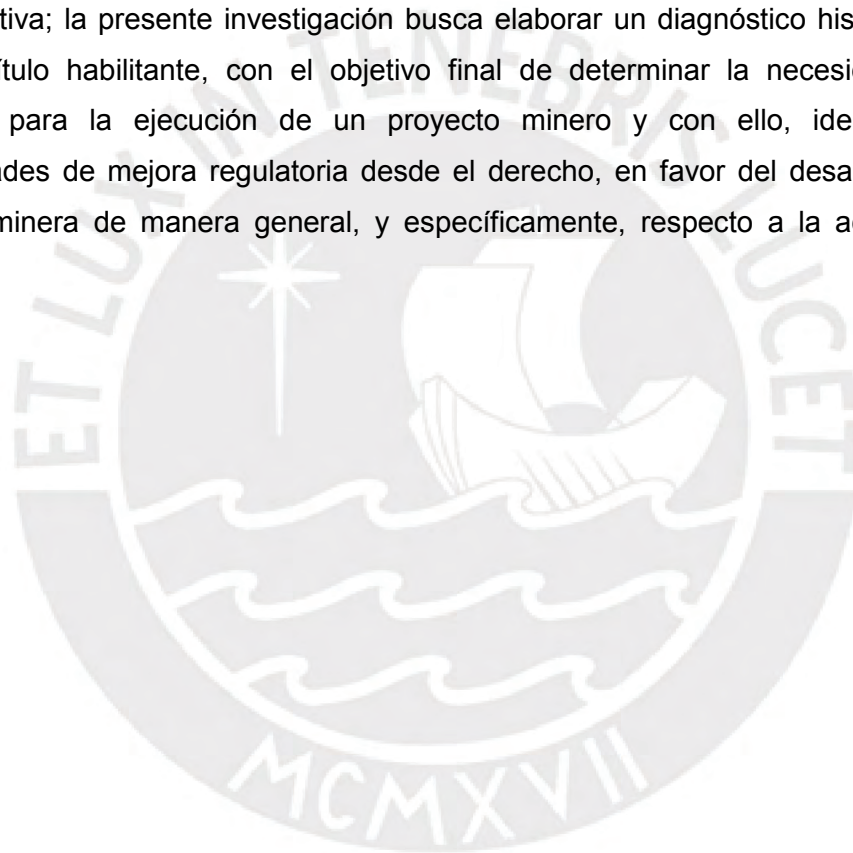 tiva; la presente investigación busca elaborar un diagnóstico his
ítulo habilitante, con el objetivo final de determinar la necesi
para la ejecución de un proyecto minero y con ello, ide
ades de mejora regulatoria desde el derecho, en favor del desa
minera de manera general, y específicamente, respecto a la a
ET LUX IN TENEBRIS LUCET
MCMXVII